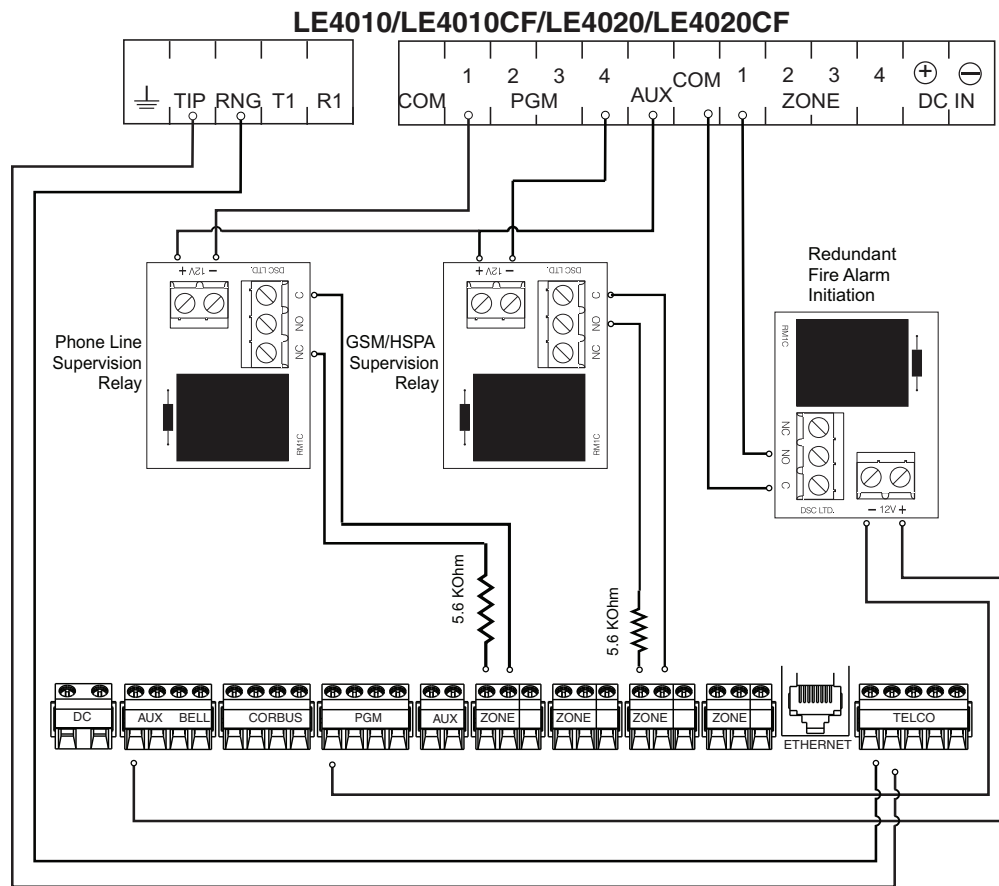 LE4010/LE4010CF/LE4020/LE4020CF
TIP RNG T1 R1
COM 1 2 3 4 AUX COM 1 2 3 4
PGM ZONE DC IN
+ 12V −
DSC LTD.
C
NO
NC
RM1C
Phone Line
Supervision
Relay
+ 12V −
DSC LTD.
C
NO
NC
RM1C
GSM/HSPA
Supervision
Relay
Redundant
Fire Alarm
Initiation
RM1C
NC
NO
C
DSC LTD.
− 12V +
5.6 KOhm
5.6 KOhm
DC AUX BELL CORBUS PGM AUX ZONE ZONE ZONE ZONE ETHERNET TELCO